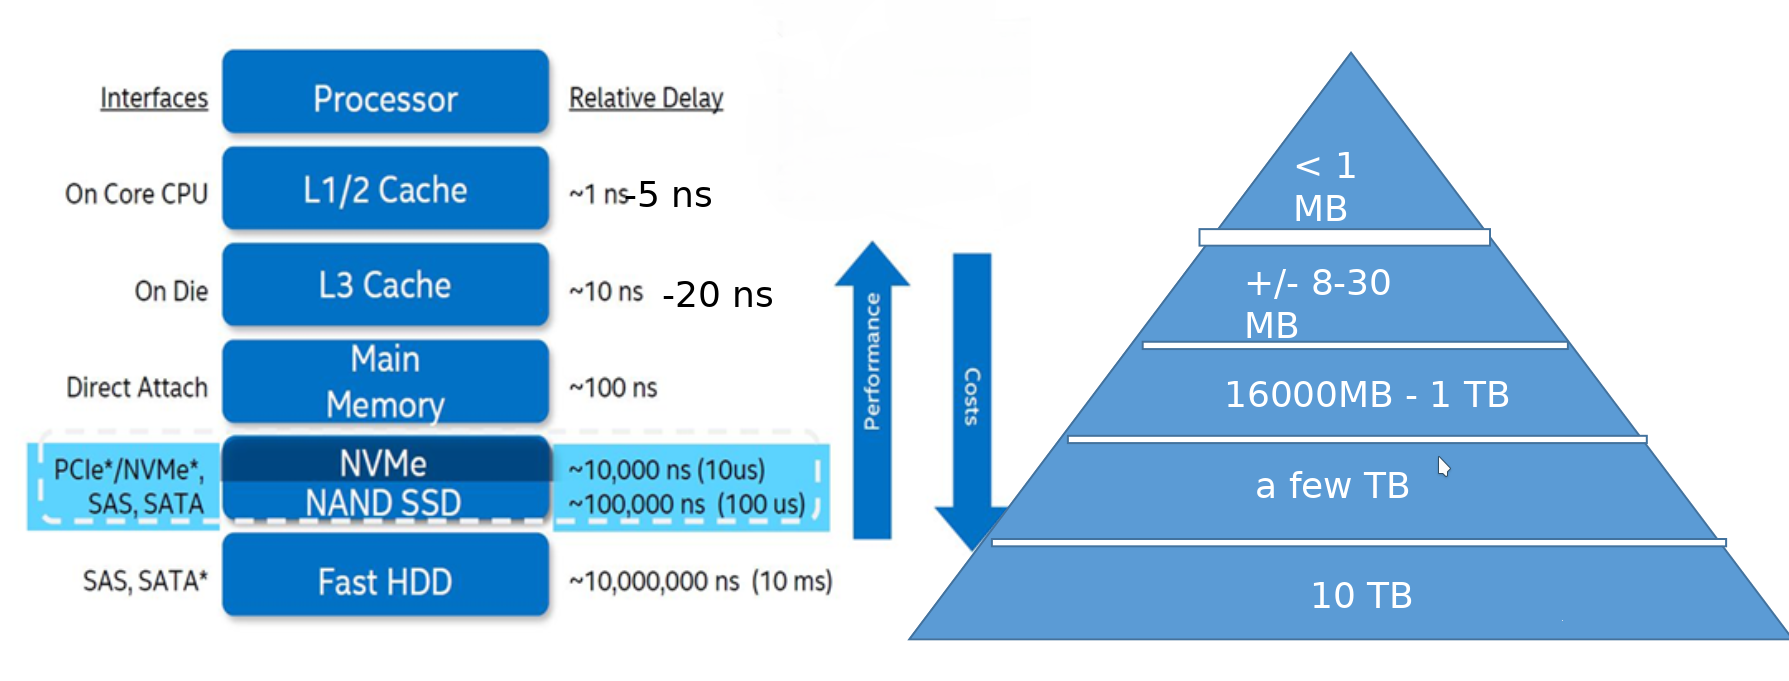 Interfaces Processor Relative Delay
On Core CPU L1/2 Cache ~1 ns-5 ns
On Die L3 Cache ~10 ns -20 ns
Main
Direct Attach Memory ~100 ns
PCIe*/NVMe*, NVMe ~10,000 ns (10us)
SAS, SATA NAND SSD ~100,000 ns (100 us)
SAS, SATA* Fast HDD ~10,000,000 ns (10 ms)
Performance
Costs
< 1
MB
+/- 8-30
MB
16000MB - 1 TB
a few TB
10 TB